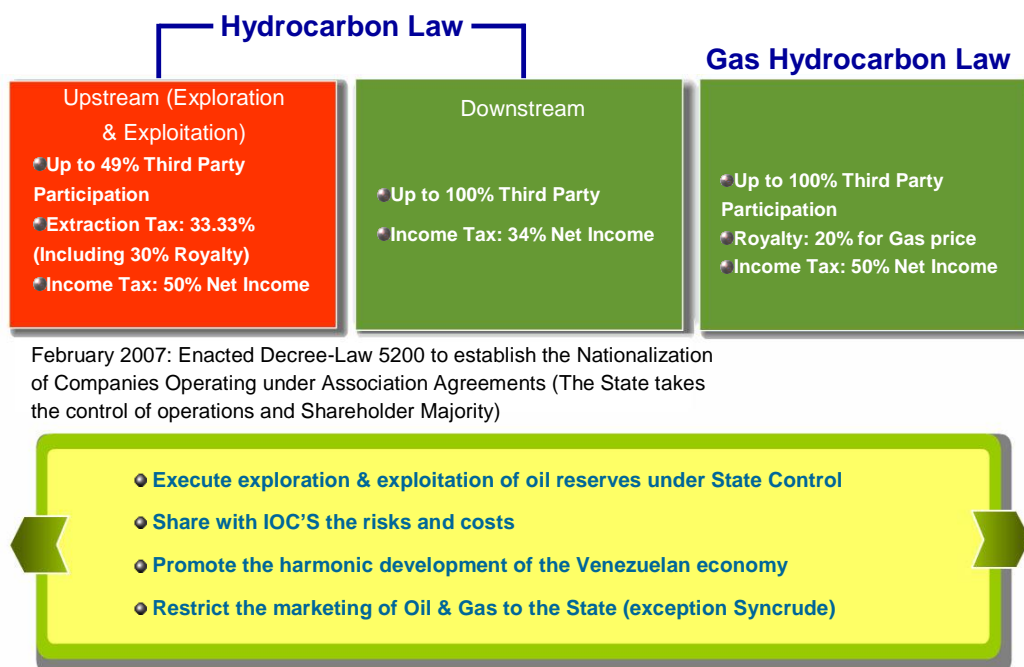 Hydrocarbon Law
Gas Hydrocarbon Law
Upstream (Exploration
& Exploitation)
Up to 49% Third Party
Participation
Extraction Tax: 33.33%
(Including 30% Royalty)
Income Tax: 50% Net Income
Downstream
Up to 100% Third Party
Income Tax: 34% Net Income
Up to 100% Third Party
Participation
Royalty: 20% for Gas price
Income Tax: 50% Net Income
February 2007: Enacted Decree-Law 5200 to establish the Nationalization
of Companies Operating under Association Agreements (The State takes
the control of operations and Shareholder Majority)
Execute exploration & exploitation of oil reserves under State Control
Share with IOC'S the risks and costs
Promote the harmonic development of the Venezuelan economy
Restrict the marketing of Oil & Gas to the State (exception Syncrude)